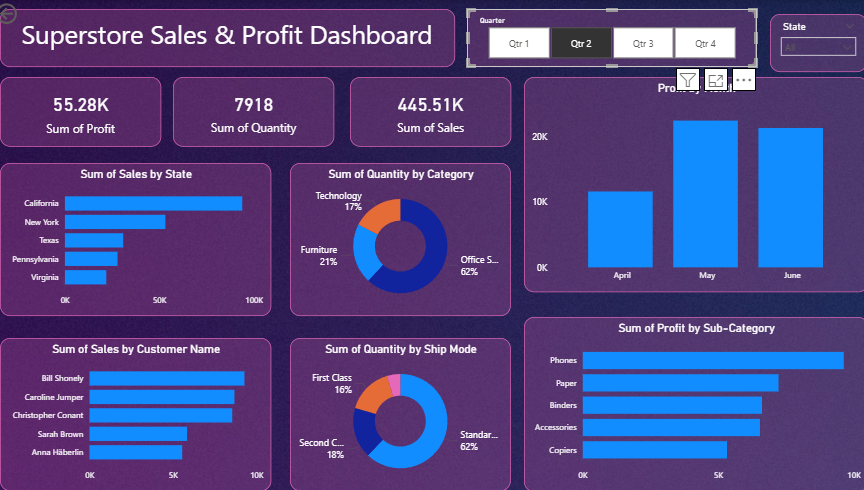 Superstore Sales & Profit Dashboard
Quarter
Qtr 1
Qtr 2
Qtr 3
Qtr 4
State
All
55.28K
Sum of Profit
7918
Sum of Quantity
445.51K
Sum of Sales
Profit by Month
20K
10K
0K
April
May
June
Sum of Sales by State
California
New York
Texas
Pennsylvania
Virginia
0K
50K
100K
Sum of Quantity by Category
Technology
17%
Furniture
21%
Office S...
62%
Sum of Sales by Customer Name
Bill Shonely
Caroline Jumper
Christopher Conant
Sarah Brown
Anna Häberlin
0K
5K
10K
Sum of Quantity by Ship Mode
First Class
16%
Second C...
18%
Standar...
62%
Sum of Profit by Sub-Category
Phones
Paper
Binders
Accessories
Copiers
0K
5K
10K